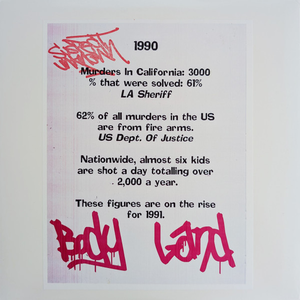 1990
Murders In California: 3000
% that were solved: 61%
LA Sheriff
62% of all murders in the US
are from fire arms.
US Dept. Of Justice
Nationwide, almost six kids
are shot a day totalling over
2,000 a year.
These figures are on the rise
for 1991.
Body Land